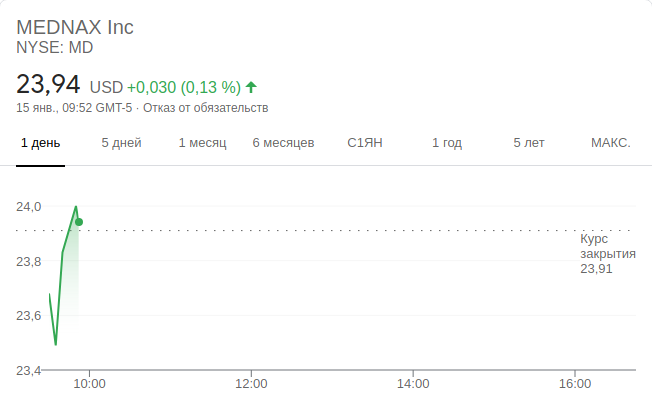 MEDNAX Inc
NYSE: MD
23,94 USD +0,030 (0,13 %)
15 янв., 09:52 GMT-5 · Отказ от обязательств
1 день 5 дней 1 месяц 6 месяцев С1ЯН 1 год 5 лет МАКС.
24,0
23,8
23,6
23,4
Курс
закрытия
23,91
10:00 12:00 14:00 16:00